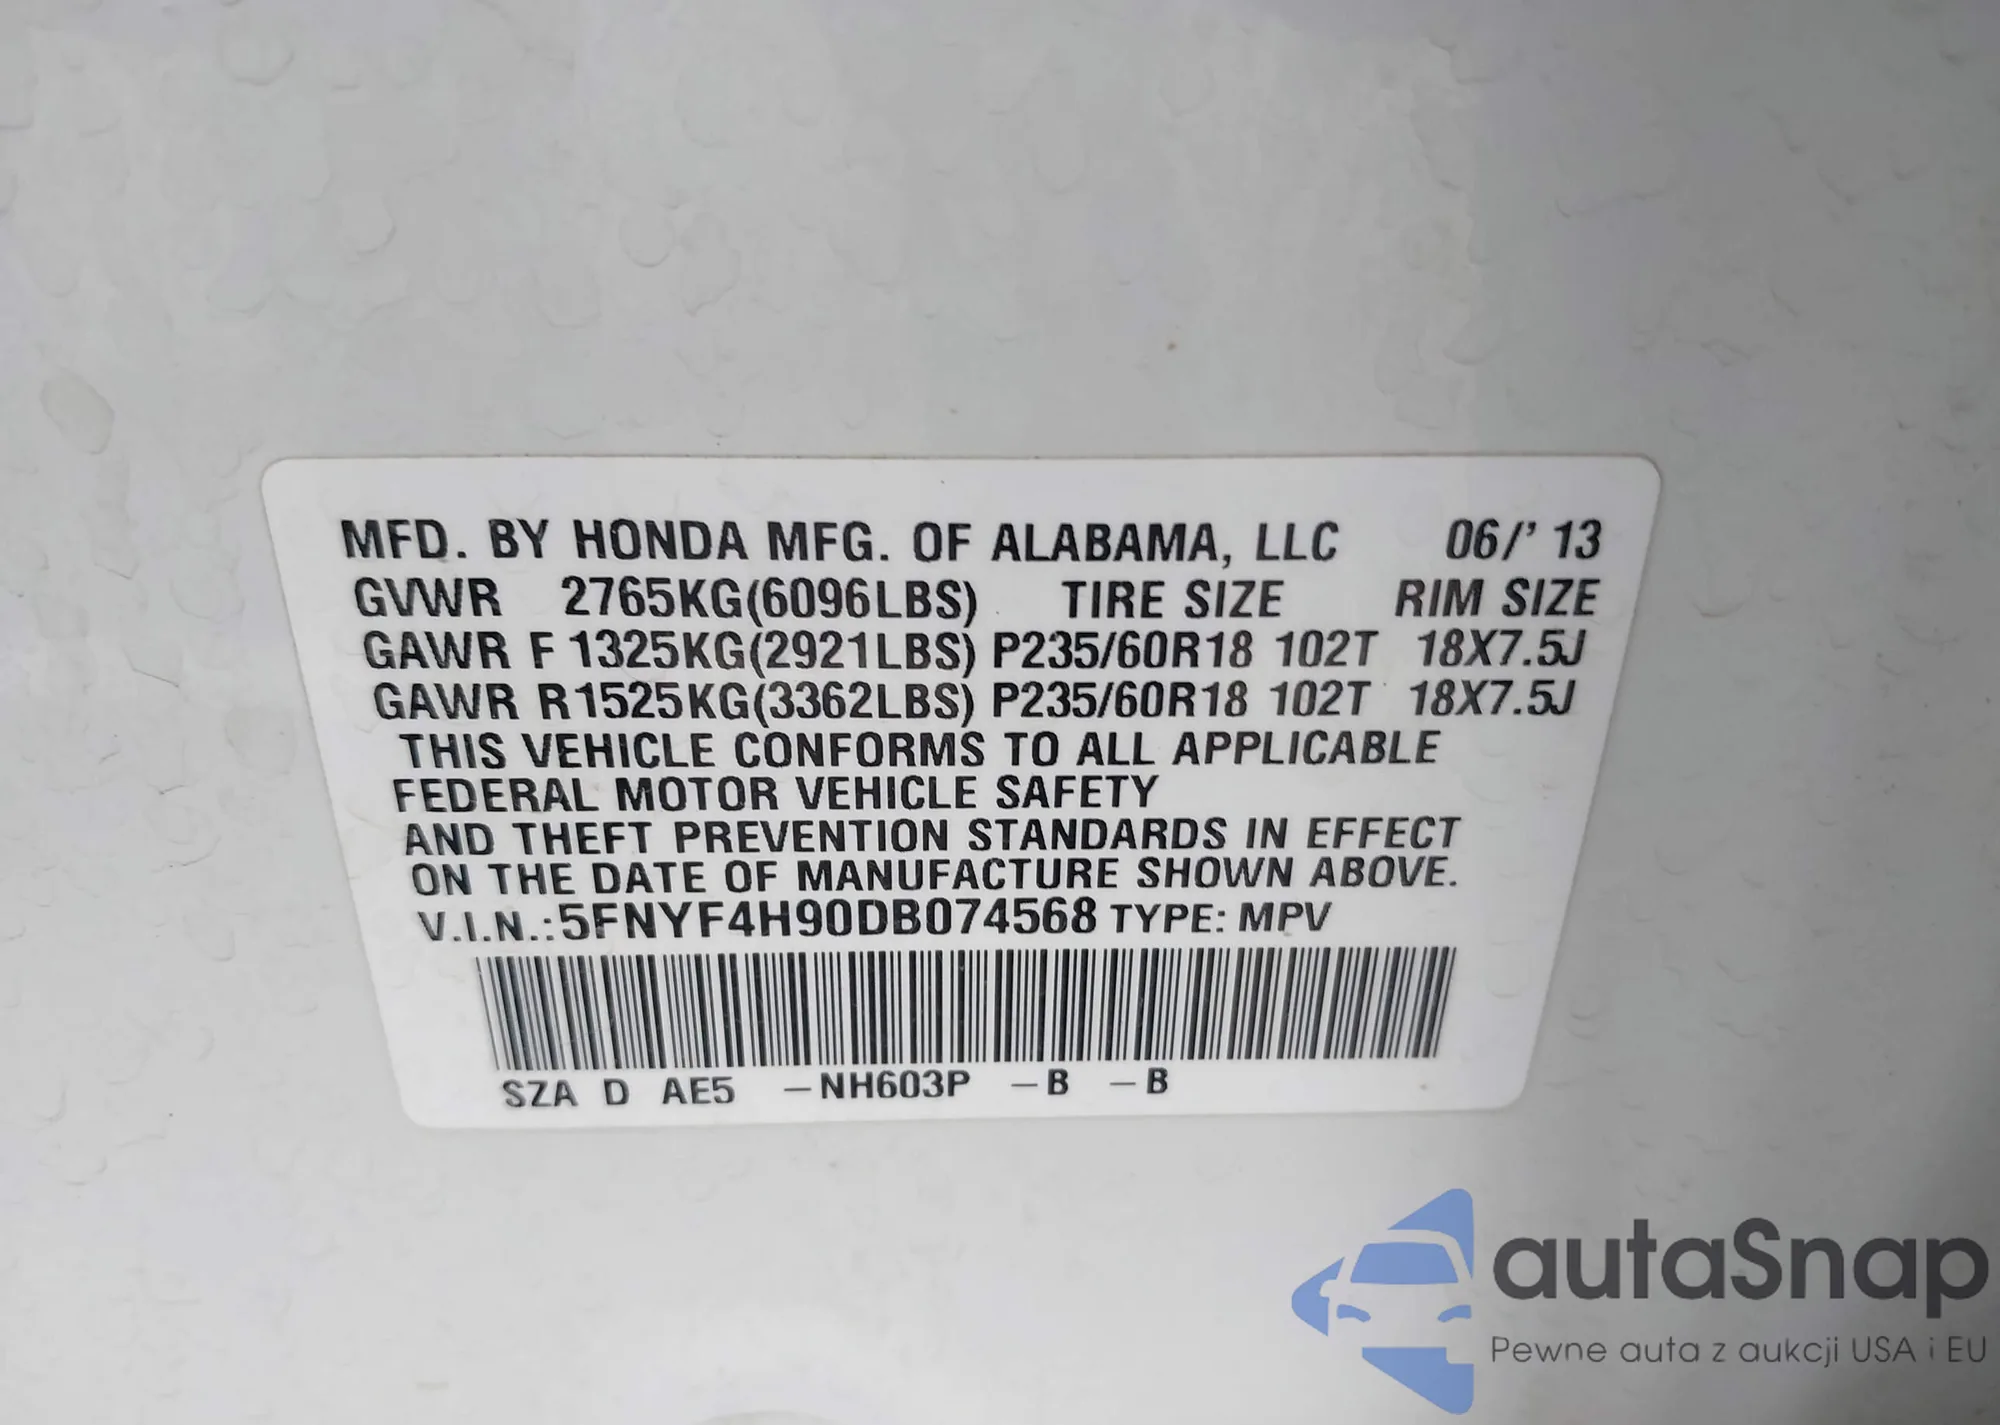 MFD. BY HONDA MFG. OF ALABAMA, LLC 06/'13
GVWR 2765KG(6096LBS) TIRE SIZE RIM SIZE
GAWR F 1325KG(2921LBS) P235/60R18 102T 18X7.5J
GAWR R 1525KG(3362LBS) P235/60R18 102T 18X7.5J
THIS VEHICLE CONFORMS TO ALL APPLICABLE
FEDERAL MOTOR VEHICLE SAFETY
AND THEFT PREVENTION STANDARDS IN EFFECT
ON THE DATE OF MANUFACTURE SHOWN ABOVE.
V.I.N.:5FNYF4H90DB074568 TYPE: MPV
SZA D AE5 -NH603P -B -B
autaSnap
Pewne auta z aukcji USA i EU